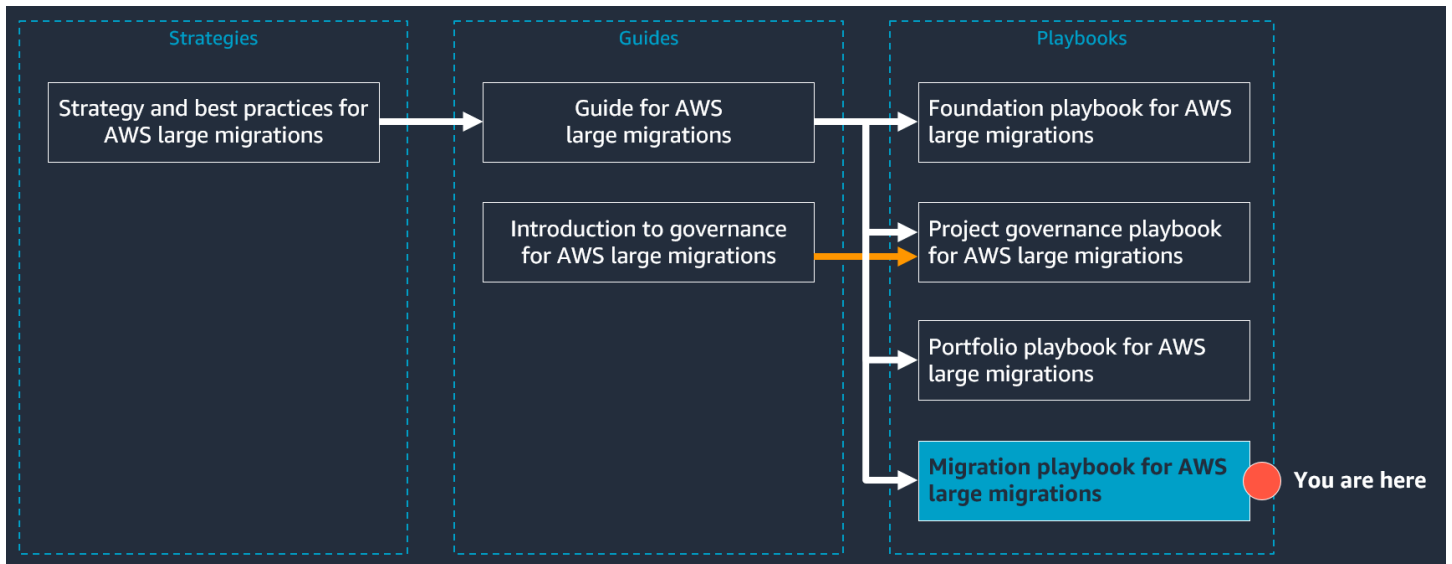 Strategies
Strategy and best practices for
AWS large migrations
Guides
Guide for AWS
large migrations
Introduction to governance
for AWS large migrations
Playbooks
Foundation playbook for AWS
large migrations
Project governance playbook
for AWS large migrations
Portfolio playbook for AWS
large migrations
Migration playbook for AWS
large migrations
You are here